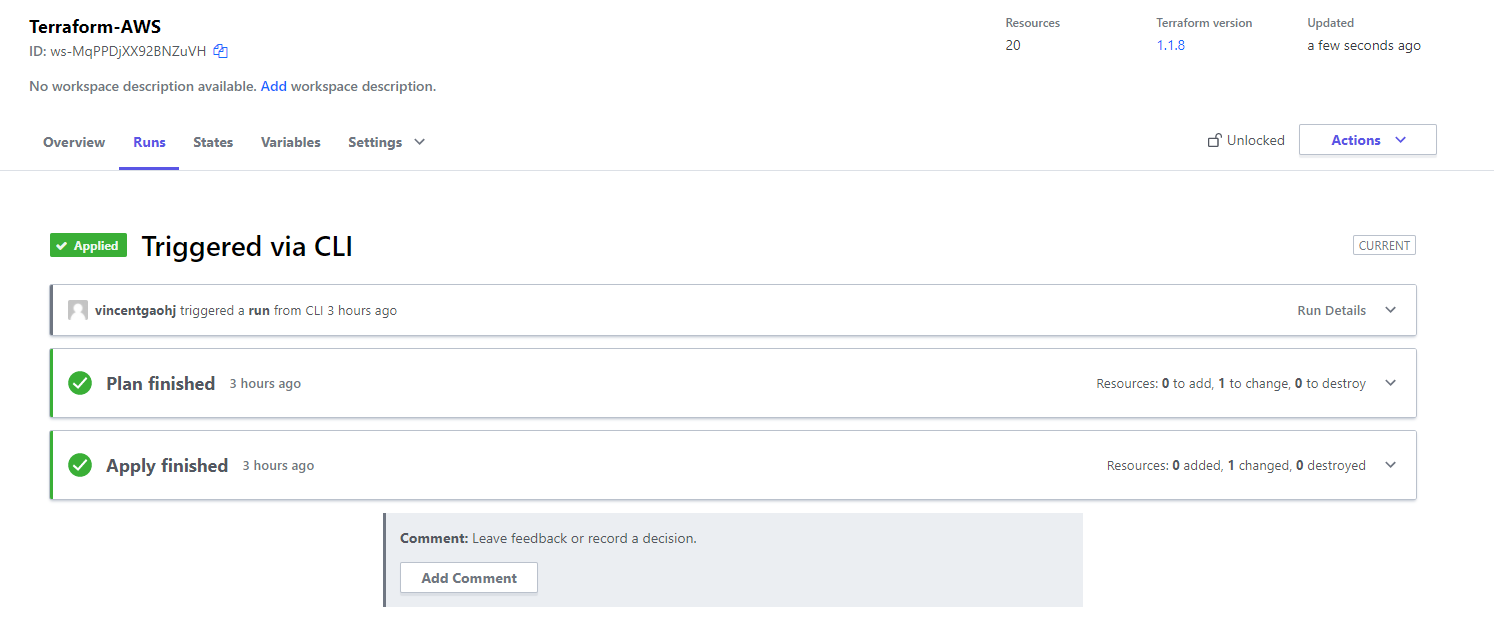 Terraform-AWS
ID: ws-MqPPDjXX92BNZuVH
No workspace description available. Add workspace description.
Resources
20
Terraform version
1.1.8
Updated
a few seconds ago
Overview
Runs
States
Variables
Settings
Unlocked
Actions
Applied
Triggered via CLI
CURRENT
vincentgaohj triggered a run from CLI 3 hours ago
Run Details
Plan finished 3 hours ago
Resources: 0 to add, 1 to change, 0 to destroy
Apply finished 3 hours ago
Resources: 0 added, 1 changed, 0 destroyed
Comment: Leave feedback or record a decision.
Add Comment